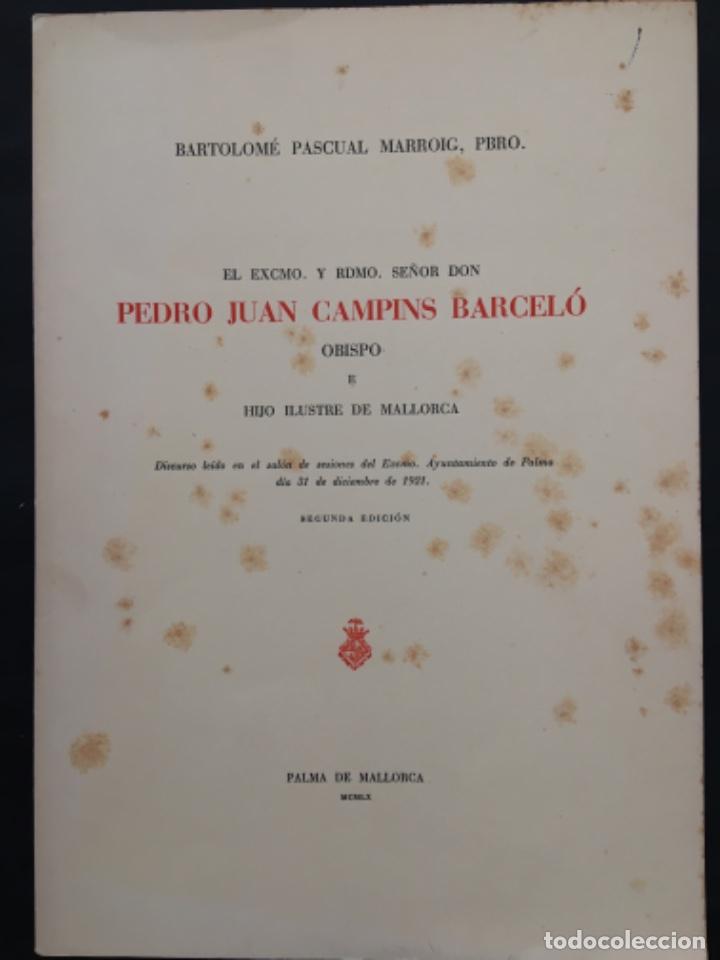 BARTOLOMÉ PASCUAL MARROIG, PBRO.
EL EXCMO. Y RDMO. SEÑOR DON
PEDRO JUAN CAMPINS BARCELÓ
OBISPO
E
HIJO ILUSTRE DE MALLORCA
Discurso leído en el salón de sesiones del Excmo. Ayuntamiento de Palma
día 31 de diciembre de 1921.
SEGUNDA EDICIÓN
PALMA DE MALLORCA
MCMLX
todocoleccion